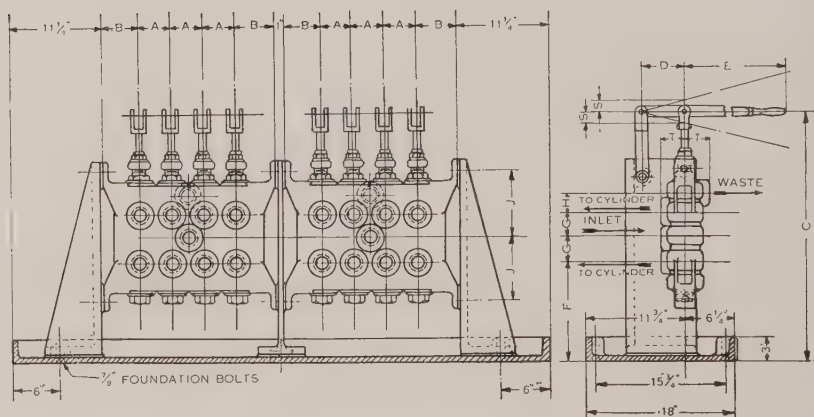 11 1/4" B A A A B 1" B A A A B 11 1/4"
D E
S
S
T T
WASTE
TO CYLINDER
H
J
G
INLET
C
J
G
TO CYLINDER
F
11 3/4" 6 1/4"
3"
6" 7/8" FOUNDATION BOLTS 6"
15 3/4"
18"